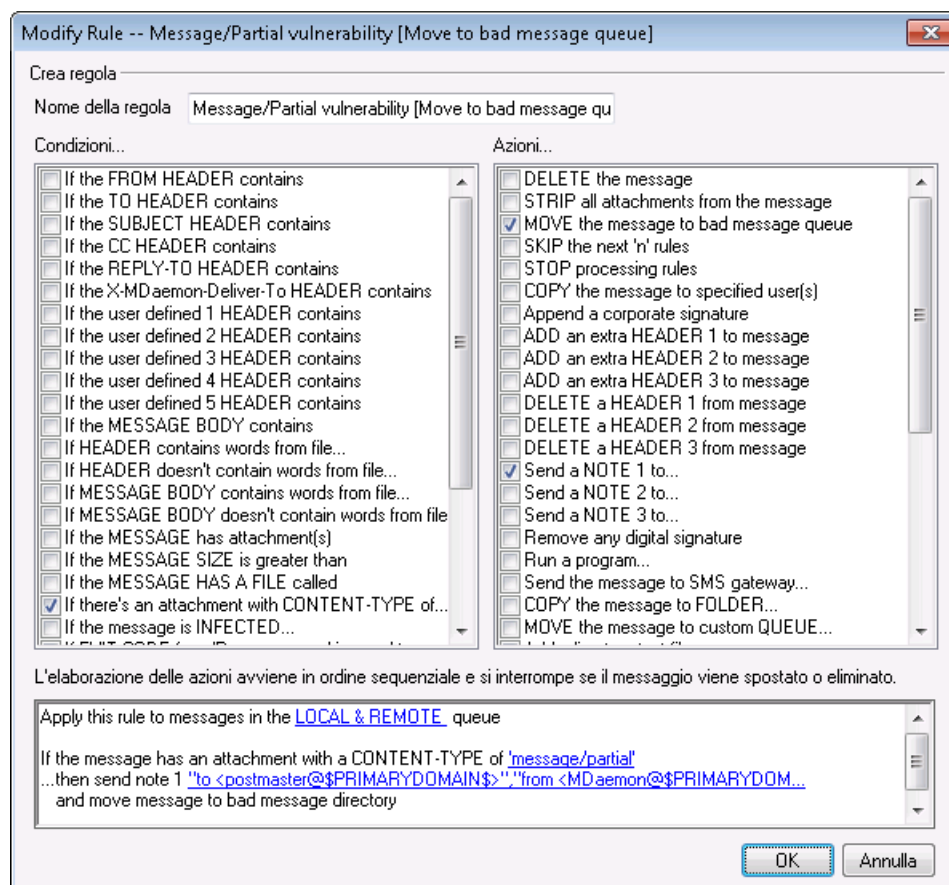 Modify Rule -- Message/Partial vulnerability [Move to bad message queue]
Crea regola
Nome della regola Message/Partial vulnerability [Move to bad message qu
Condizioni...
If the FROM HEADER contains
If the TO HEADER contains
If the SUBJECT HEADER contains
If the CC HEADER contains
If the REPLY-TO HEADER contains
If the X-MDaemon-Deliver-To HEADER contains
If the user defined 1 HEADER contains
If the user defined 2 HEADER contains
If the user defined 3 HEADER contains
If the user defined 4 HEADER contains
If the user defined 5 HEADER contains
If the MESSAGE BODY contains
If HEADER contains words from file...
If HEADER doesn't contain words from file...
If MESSAGE BODY contains words from file...
If MESSAGE BODY doesn't contain words from file
If the MESSAGE has attachment(s)
If the MESSAGE SIZE is greater than
If the MESSAGE HAS A FILE called
If there's an attachment with CONTENT-TYPE of...
If the message is INFECTED...
Azioni...
DELETE the message
STRIP all attachments from the message
MOVE the message to bad message queue
SKIP the next 'n' rules
STOP processing rules
COPY the message to specified user(s)
Append a corporate signature
ADD an extra HEADER 1 to message
ADD an extra HEADER 2 to message
ADD an extra HEADER 3 to message
DELETE a HEADER 1 from message
DELETE a HEADER 2 from message
DELETE a HEADER 3 from message
Send a NOTE 1 to...
Send a NOTE 2 to...
Send a NOTE 3 to...
Remove any digital signature
Run a program...
Send the message to SMS gateway...
COPY the message to FOLDER...
MOVE the message to custom QUEUE...
L'elaborazione delle azioni avviene in ordine sequenziale e si interrompe se il messaggio viene spostato o eliminato.
Apply this rule to messages in the LOCAL & REMOTE queue
If the message has an attachment with a CONTENT-TYPE of 'message/partial'
...then send note 1 "to <postmaster@$PRIMARYDOMAIN$>","from <MDaemon@$PRIMARYDOM...
and move message to bad message directory
OK Annulla